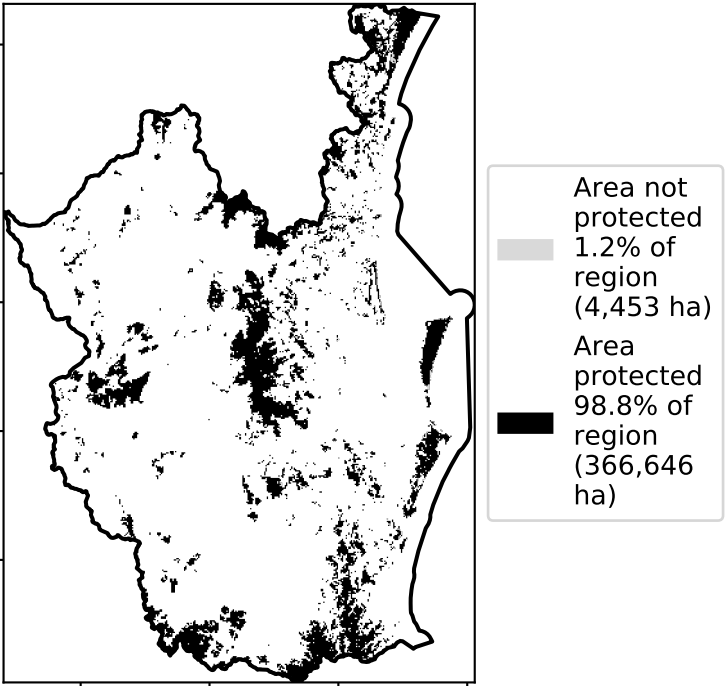 Area not
protected
1.2% of
region
(4,453 ha)
Area
protected
98.8% of
region
(366,646
ha)